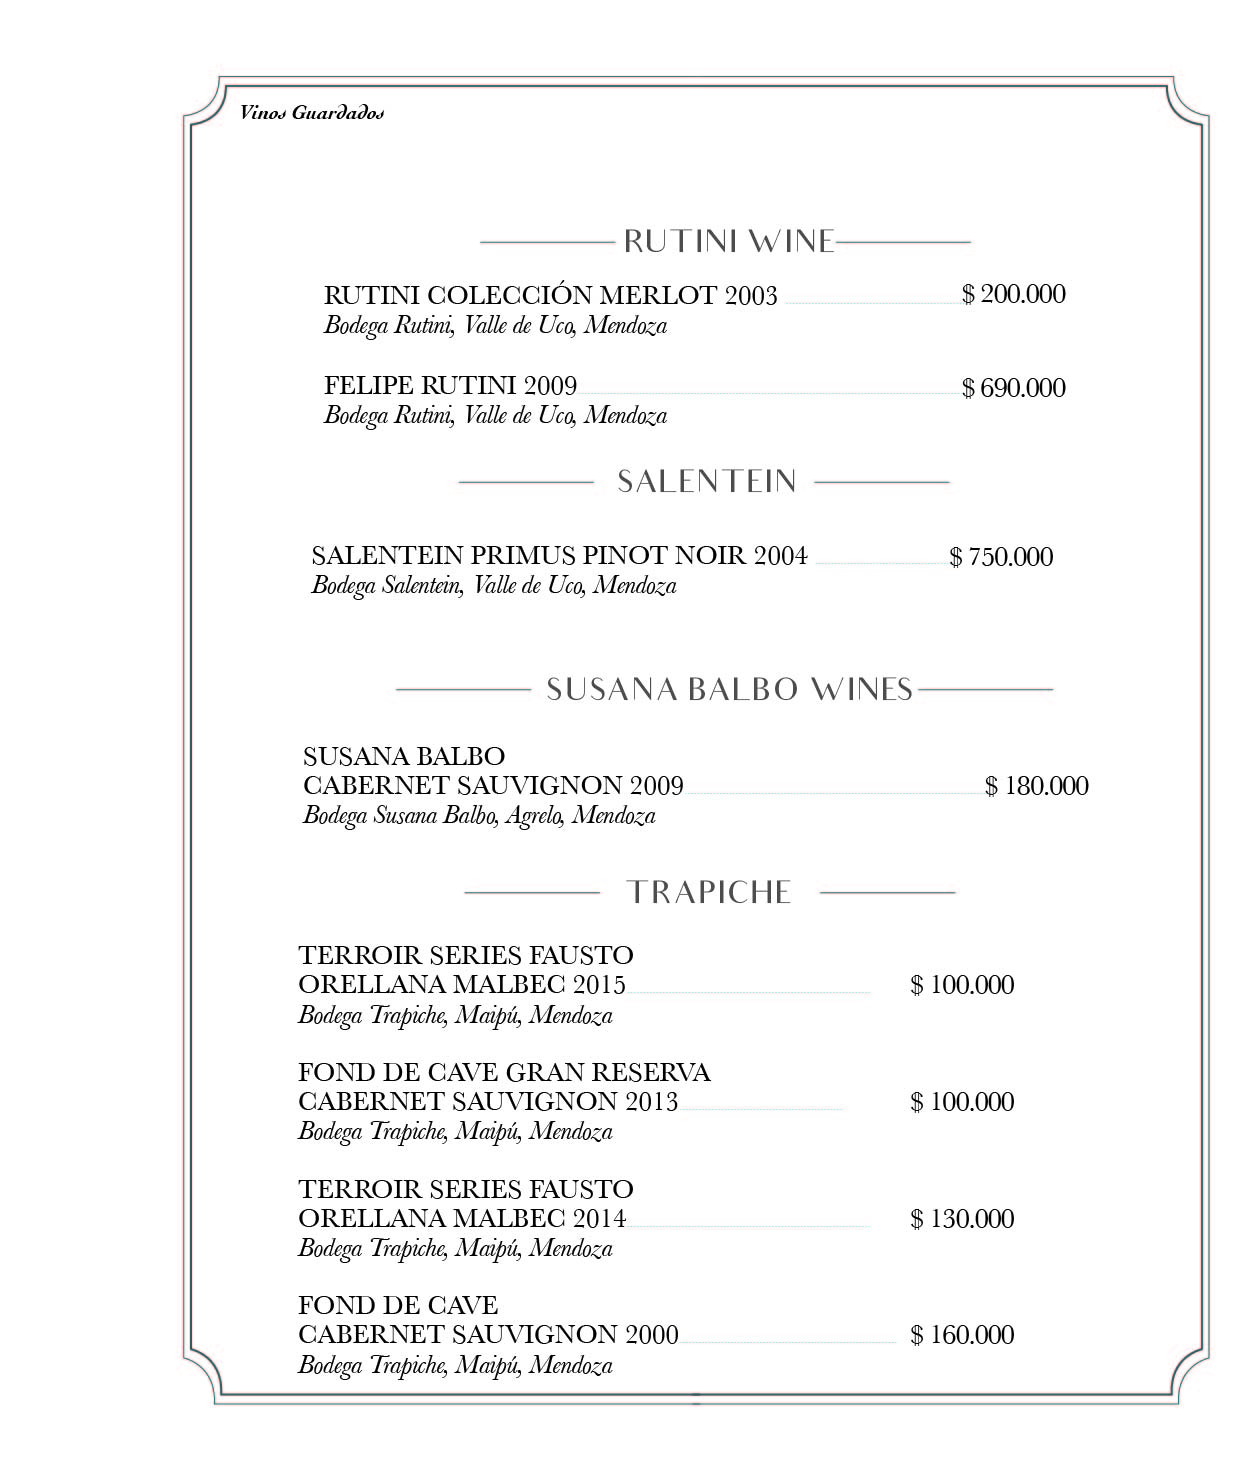 Vinos Guardados
RUTINI WINE
RUTINI COLECCIÓN MERLOT 2003 $ 200.000
Bodega Rutini, Valle de Uco, Mendoza
FELIPE RUTINI 2009 $ 690.000
Bodega Rutini, Valle de Uco, Mendoza
SALENTEIN
SALENTEIN PRIMUS PINOT NOIR 2004 $ 750.000
Bodega Salentein, Valle de Uco, Mendoza
SUSANA BALBO WINES
SUSANA BALBO
CABERNET SAUVIGNON 2009 $ 180.000
Bodega Susana Balbo, Agrelo, Mendoza
TRAPICHE
TERROIR SERIES FAUSTO
ORELLANA MALBEC 2015 $ 100.000
Bodega Trapiche, Maipú, Mendoza
FOND DE CAVE GRAN RESERVA
CABERNET SAUVIGNON 2013 $ 100.000
Bodega Trapiche, Maipú, Mendoza
TERROIR SERIES FAUSTO
ORELLANA MALBEC 2014 $ 130.000
Bodega Trapiche, Maipú, Mendoza
FOND DE CAVE
CABERNET SAUVIGNON 2000 $ 160.000
Bodega Trapiche, Maipú, Mendoza